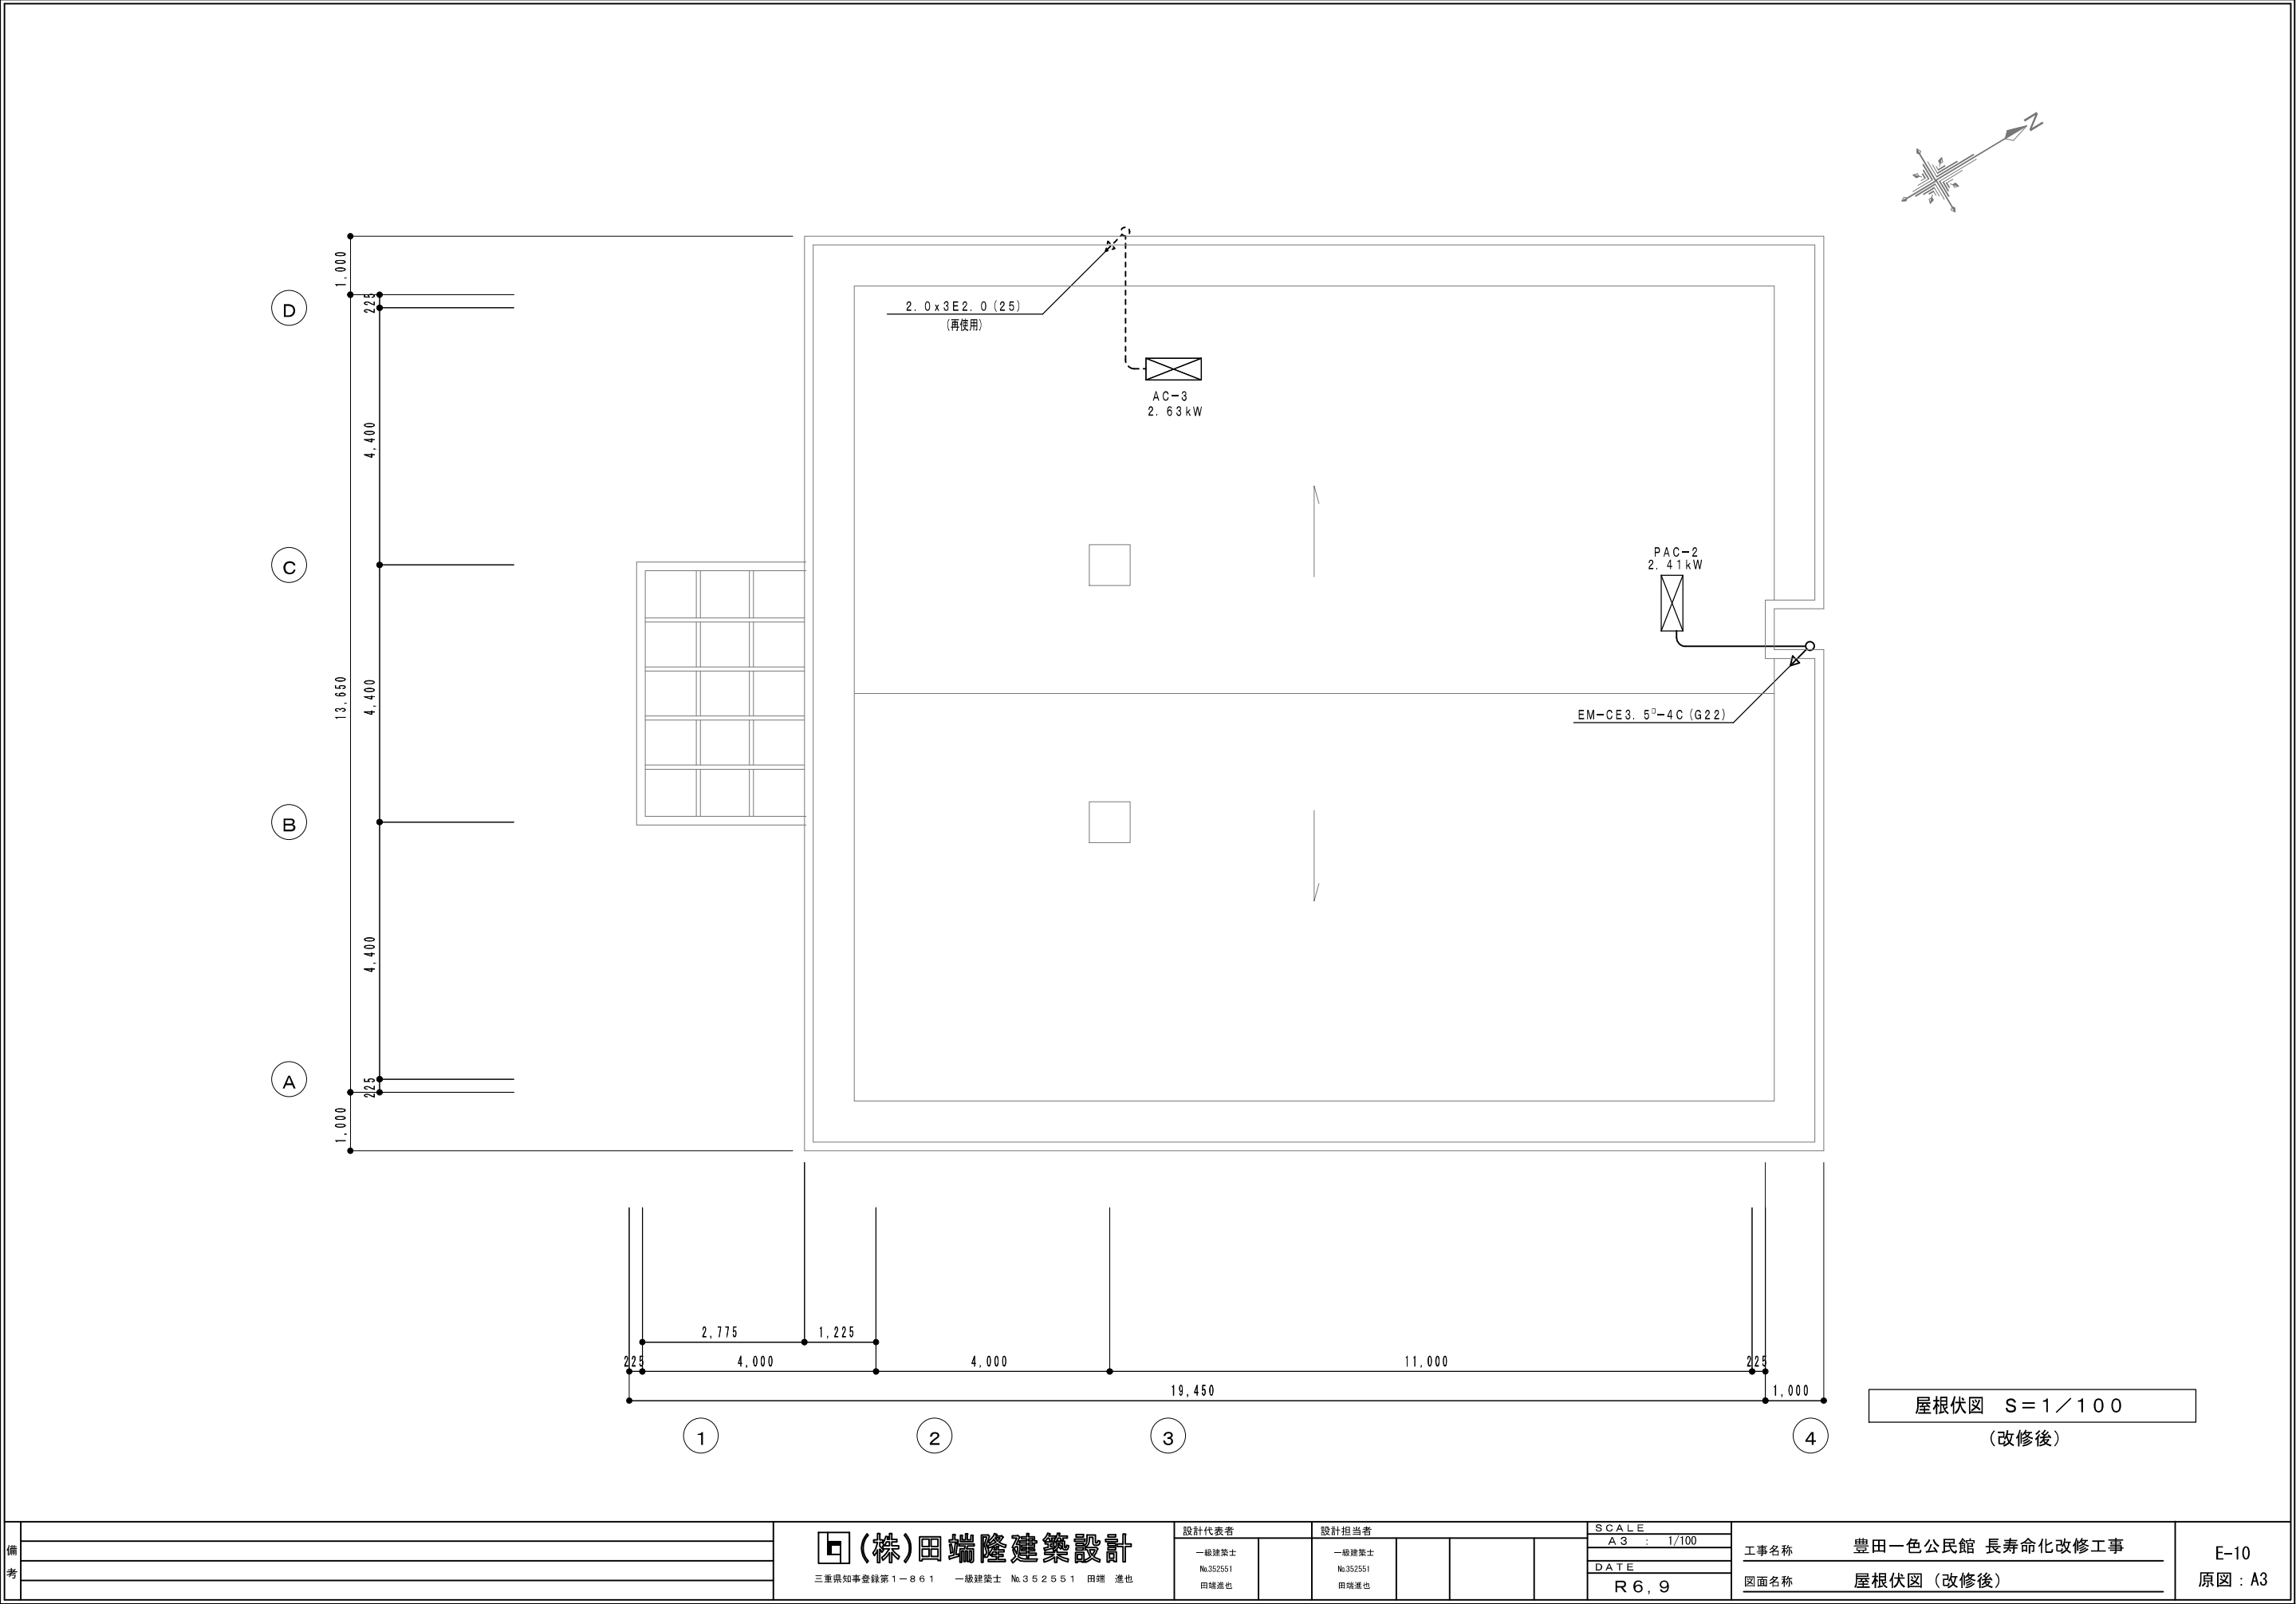 N
1,000
225
D
2.0x3E2.0(25)
(再使用)
AC-3
2.63kW
4,400
C
PAC-2
2.41kW
13,650
4,400
EM-CE3.5□-4C(G22)
B
4,400
A
225
1,000
2,775
1,225
225
4,000
4,000
11,000
225
19,450
1,000
1
2
3
4
屋根伏図 S=1/100
(改修後)
備考
(株)田端隆建築設計
三重県知事登録第1-861 一級建築士 №352551 田端 進也
設計代表者
一級建築士
№352551
田端進也
設計担当者
一級建築士
№352551
田端進也
SCALE
A3 : 1/100
DATE
R6,9
工事名称 豊田一色公民館 長寿命化改修工事
図面名称 屋根伏図(改修後)
E-10
原図:A3